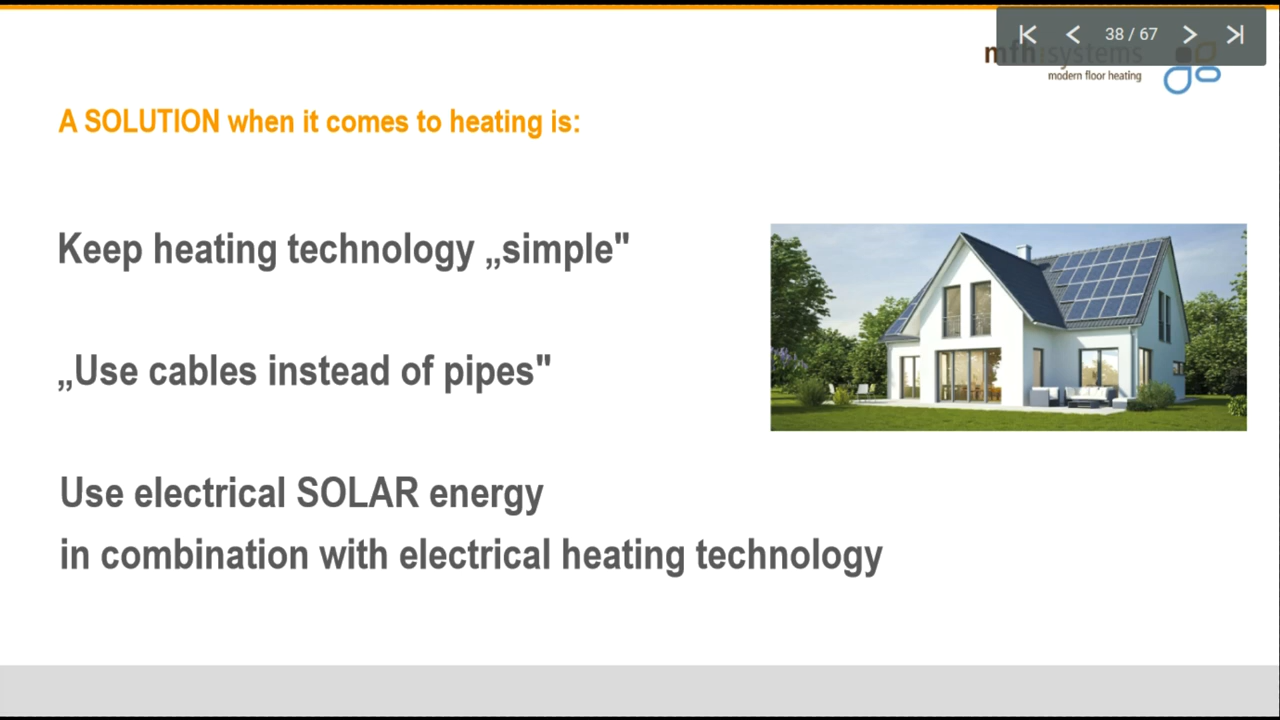 38 / 67
mfh systems
modern floor heating
A SOLUTION when it comes to heating is:
Keep heating technology „simple"
„Use cables instead of pipes"
Use electrical SOLAR energy
in combination with electrical heating technology